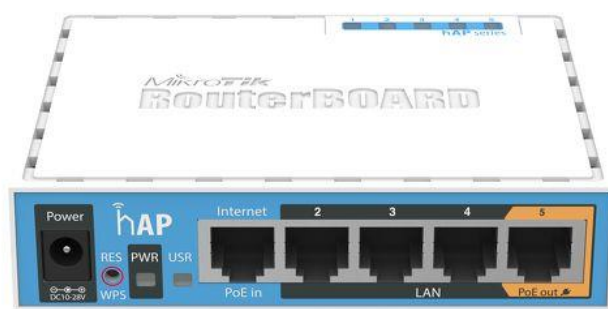 1 2 3 4 5
hAP series
MikroTik
RouterBOARD
Power
hAP
Internet
2
3
4
5
RES
PWR
USR
WPS
DC10-28V
PoE in
LAN
PoE out